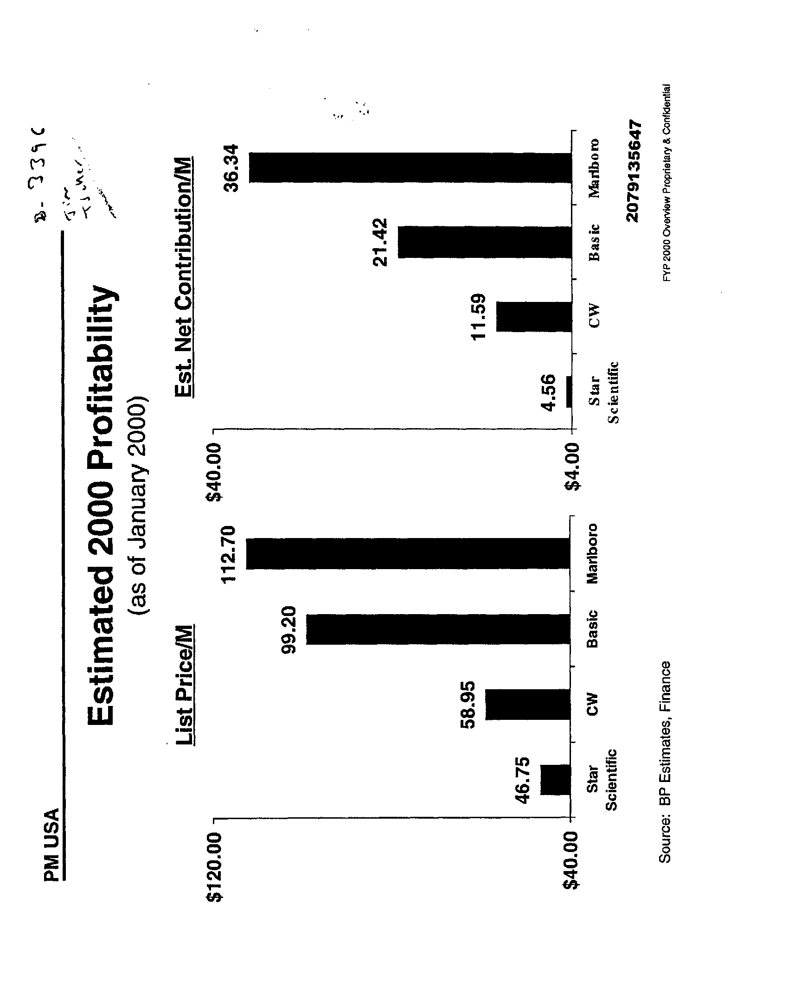 PM USA
B-339C
Jim
Estimated 2000 Profitability
(as of January 2000)
List Price/M
$120.00
112.70
99.20
58.95
46.75
$40.00
Star Scientific
CW
Basic
Marlboro
Est. Net Contribution/M
$40.00
36.34
21.42
11.59
4.56
$4.00
Star Scientific
CW
Basic
Marlboro
2079135647
Source: BP Estimates, Finance
FYP 2000 Overview Proprietary & Confidential